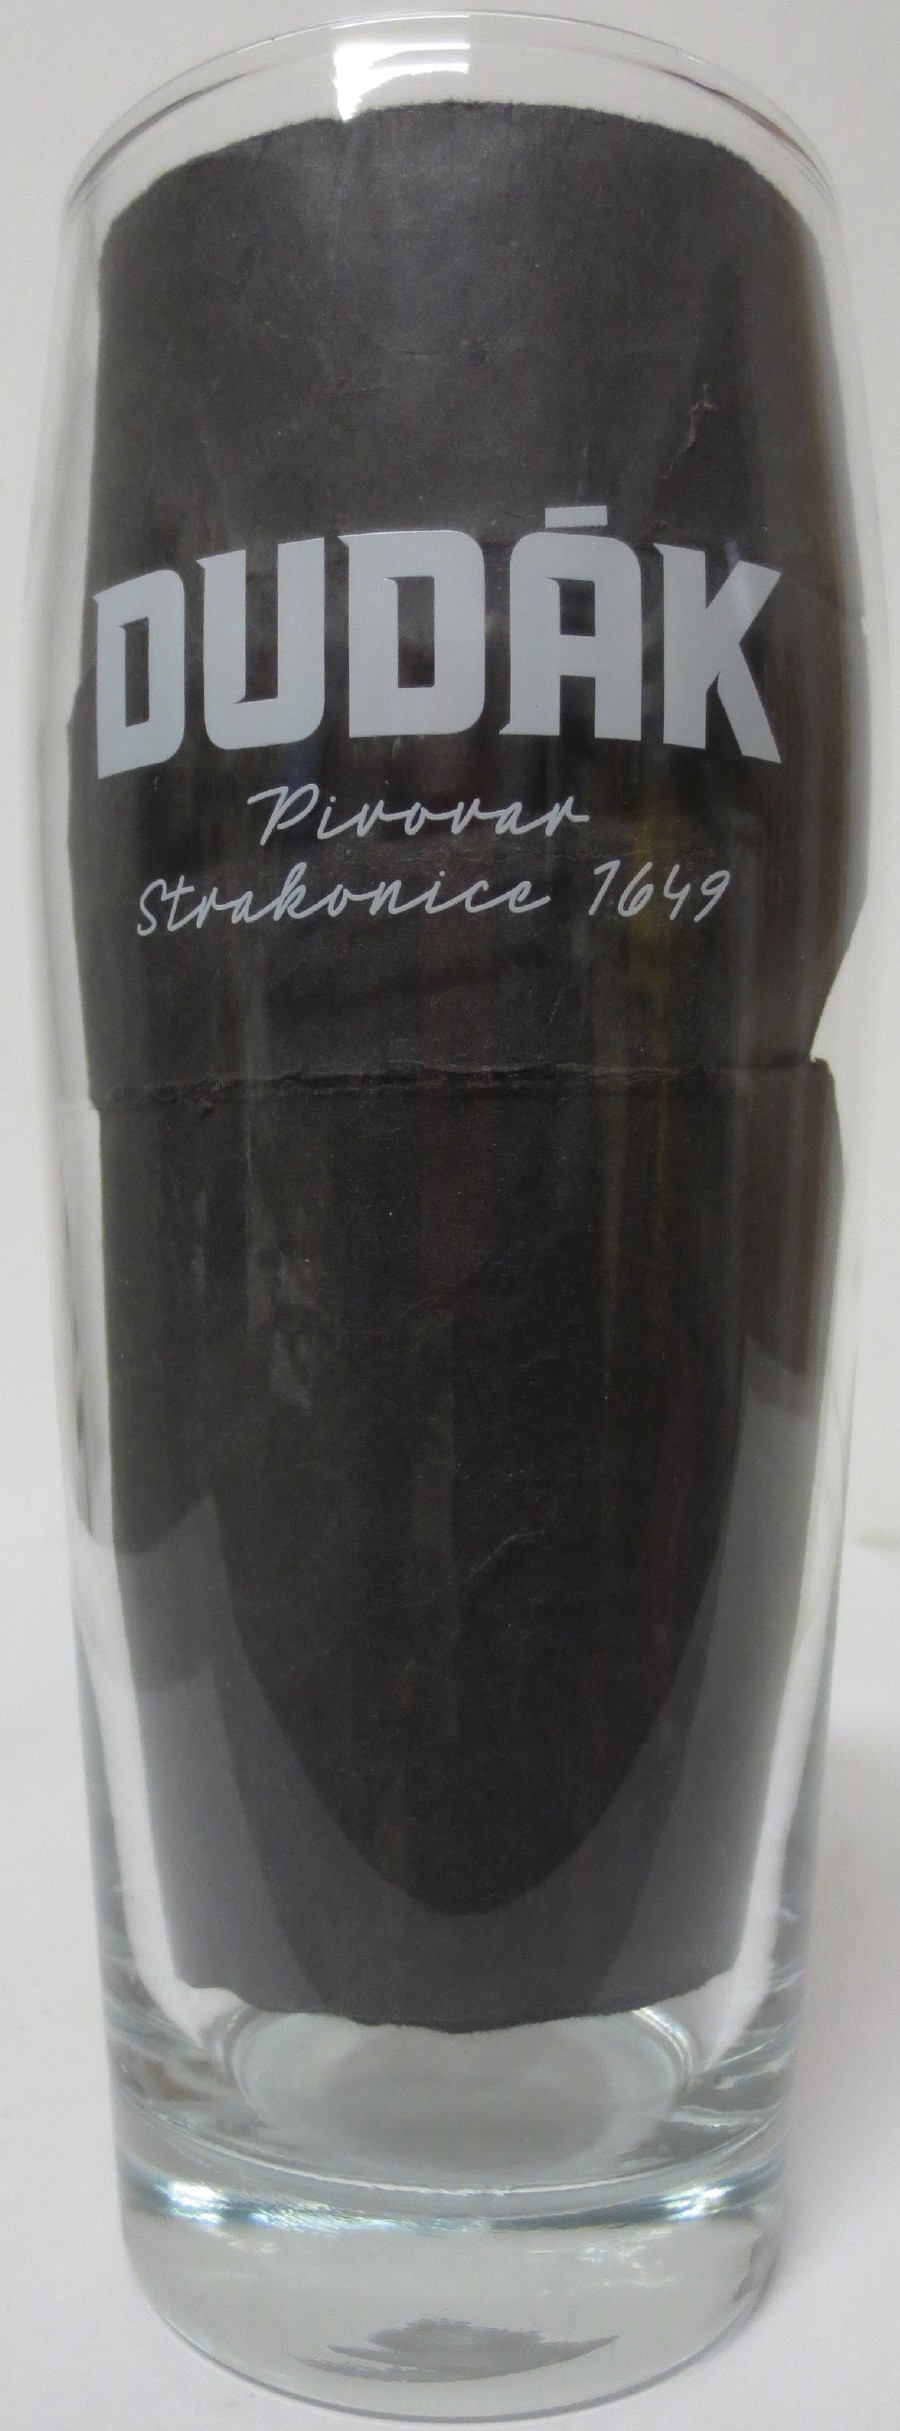 DUDÁK
Pivovar
Strakonice 1649